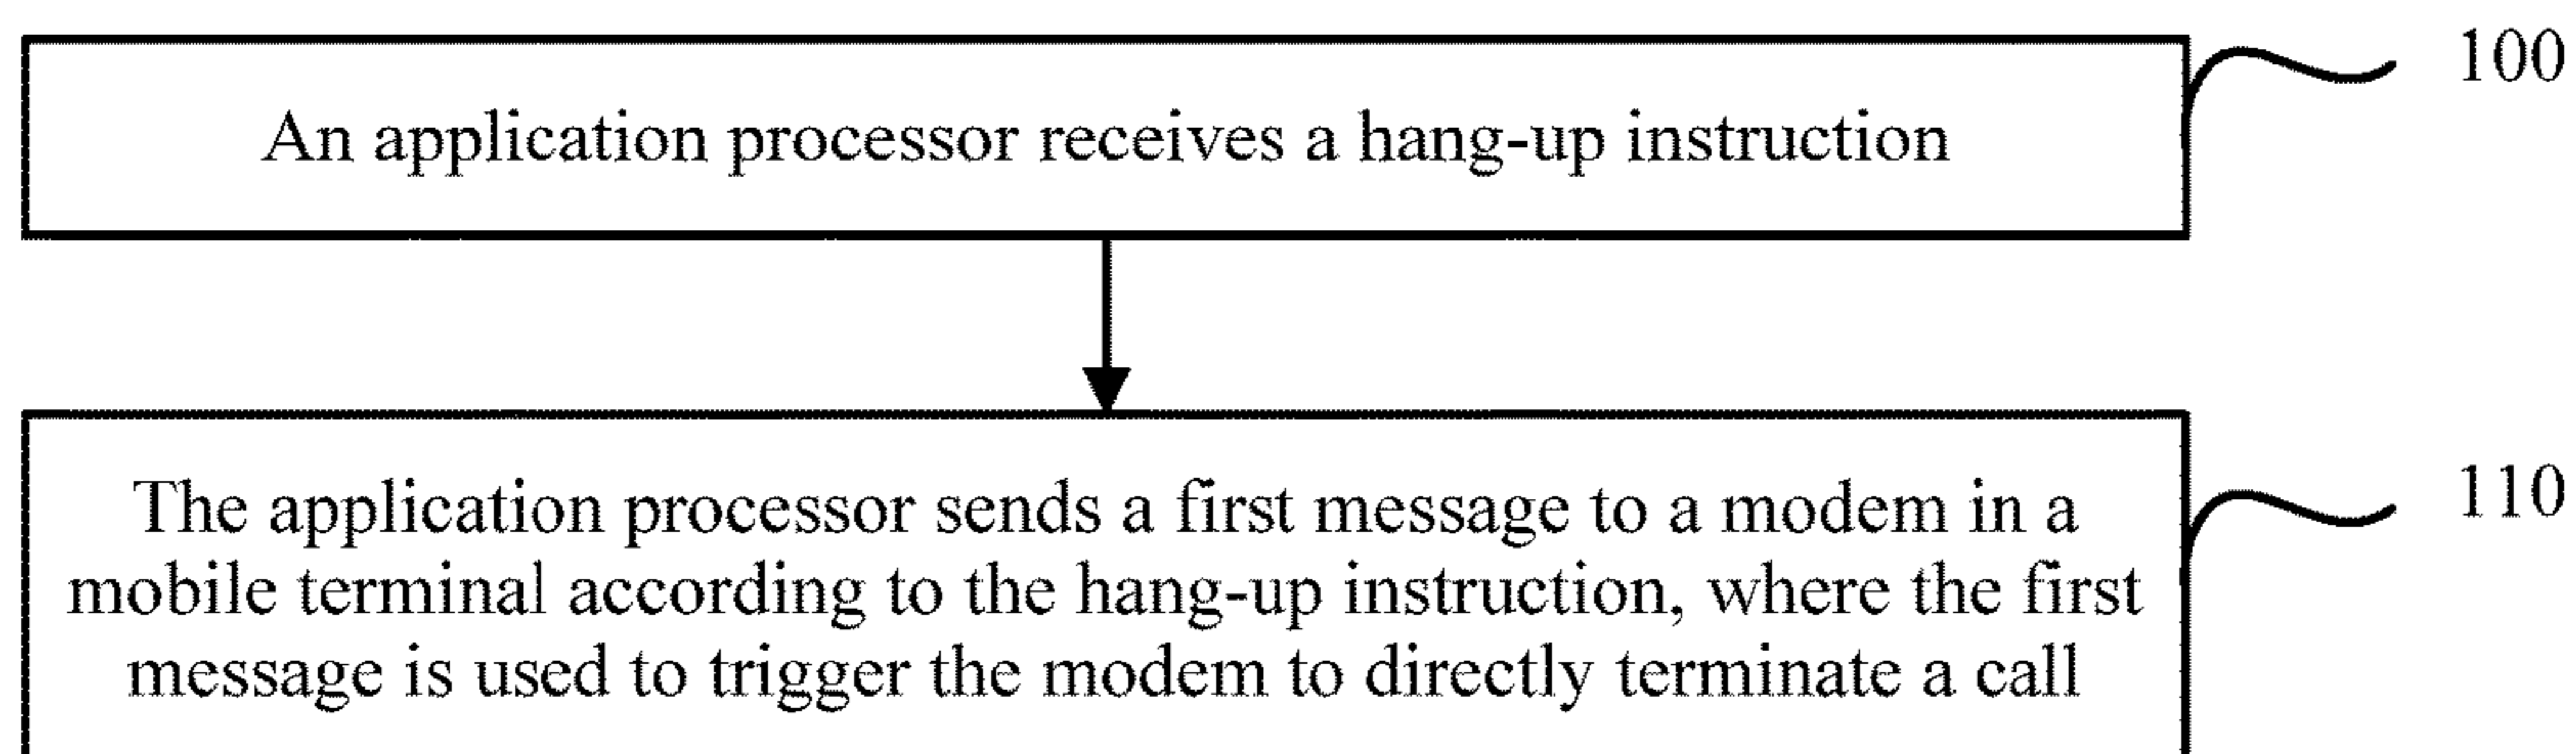 100
An application processor receives a hang-up instruction
110
The application processor sends a first message to a modem in a
mobile terminal according to the hang-up instruction, where the first
message is used to trigger the modem to directly terminate a call